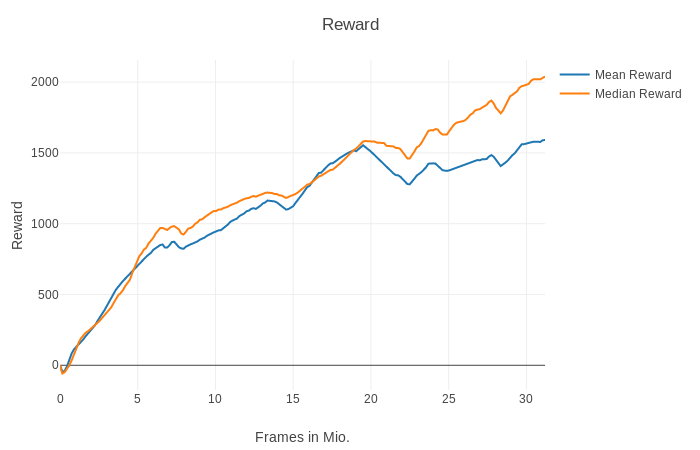 Reward
Mean Reward
Median Reward
2000
1500
1000
500
0
Reward
0 5 10 15 20 25 30
Frames in Mio.